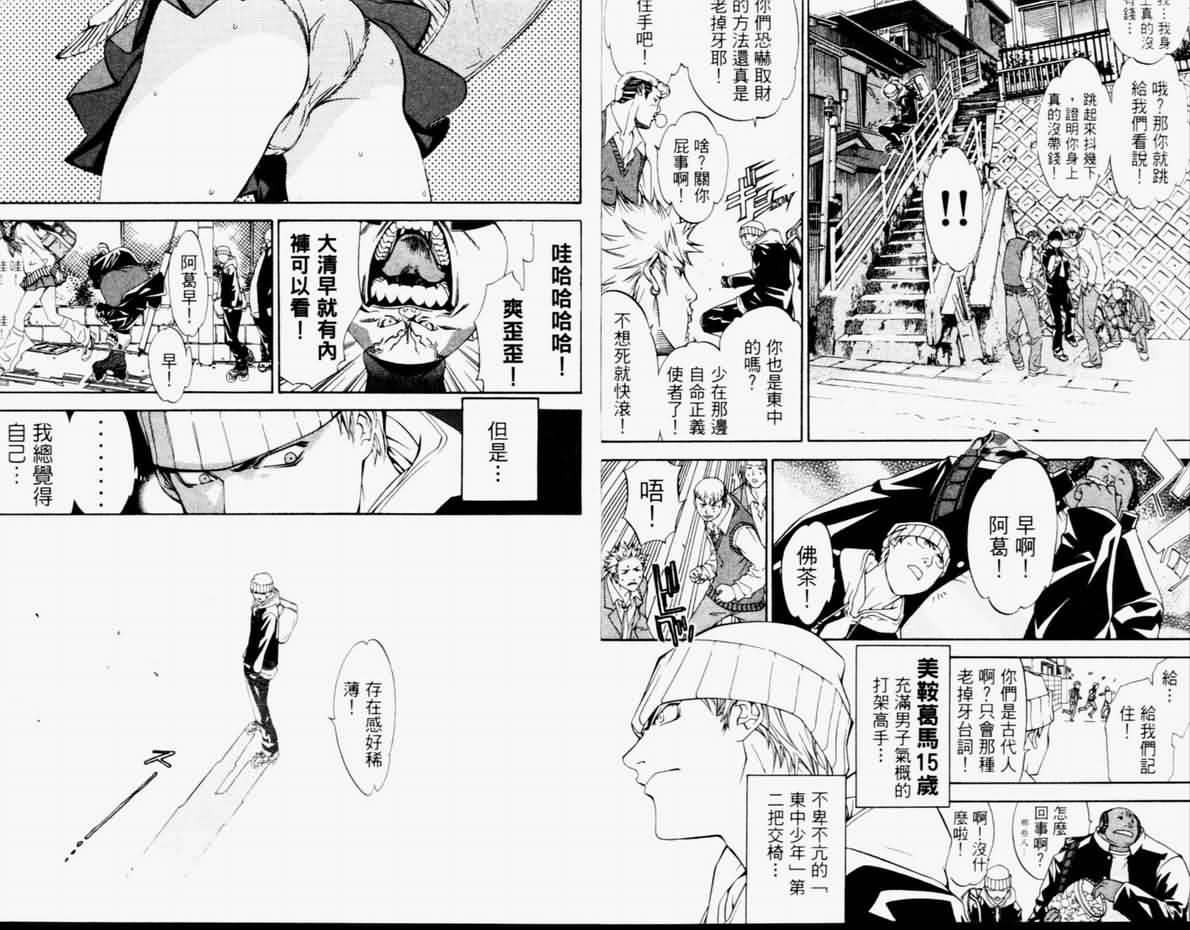 我…我身
上真的沒
有錢…
哦?那你就跳
給我們看說!
跳起來抖幾下
,證明你身上
真的沒帶錢!
!!
你們恐嚇取財
的方法還真是
老掉牙耶!
住手吧!
啥?關你
屁事啊!
你也是東中
的嗎?
少在那邊
自命正義
使者了!
不想死就快滾!
早啊!
阿葛!
佛茶!
唔!
給…
給我們記
住!
你們是古代人
啊?只會那種
老掉牙台詞!
美鞍葛馬15歲
充滿男子氣概的
打架高手…
怎麼
回事啊?
那些人…
啊!沒什
麼啦!
不卑不亢的「
東中少年」第
二把交椅…
哇哈哈哈哈!
爽歪歪!
大清早就有內
褲可以看!
阿葛早!
早!
哇
哇
哇
但是…
………
我總覺得
自己…
存在感好稀
薄!
ス